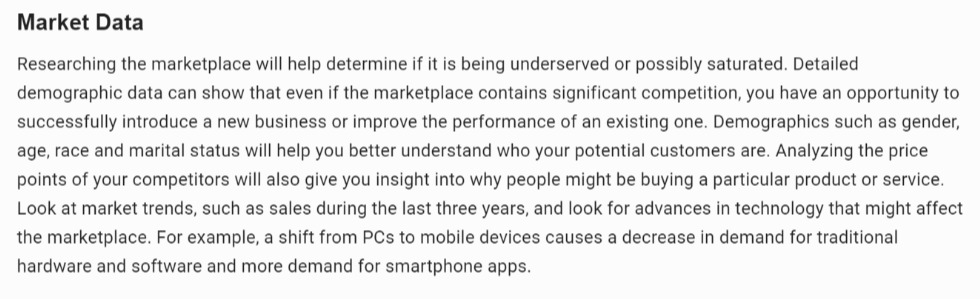 Market Data
Researching the marketplace will help determine if it is being underserved or possibly saturated. Detailed
demographic data can show that even if the marketplace contains significant competition, you have an opportunity to
successfully introduce a new business or improve the performance of an existing one. Demographics such as gender,
age, race and marital status will help you better understand who your potential customers are. Analyzing the price
points of your competitors will also give you insight into why people might be buying a particular product or service.
Look at market trends, such as sales during the last three years, and look for advances in technology that might affect
the marketplace. For example, a shift from PCs to mobile devices causes a decrease in demand for traditional
hardware and software and more demand for smartphone apps.